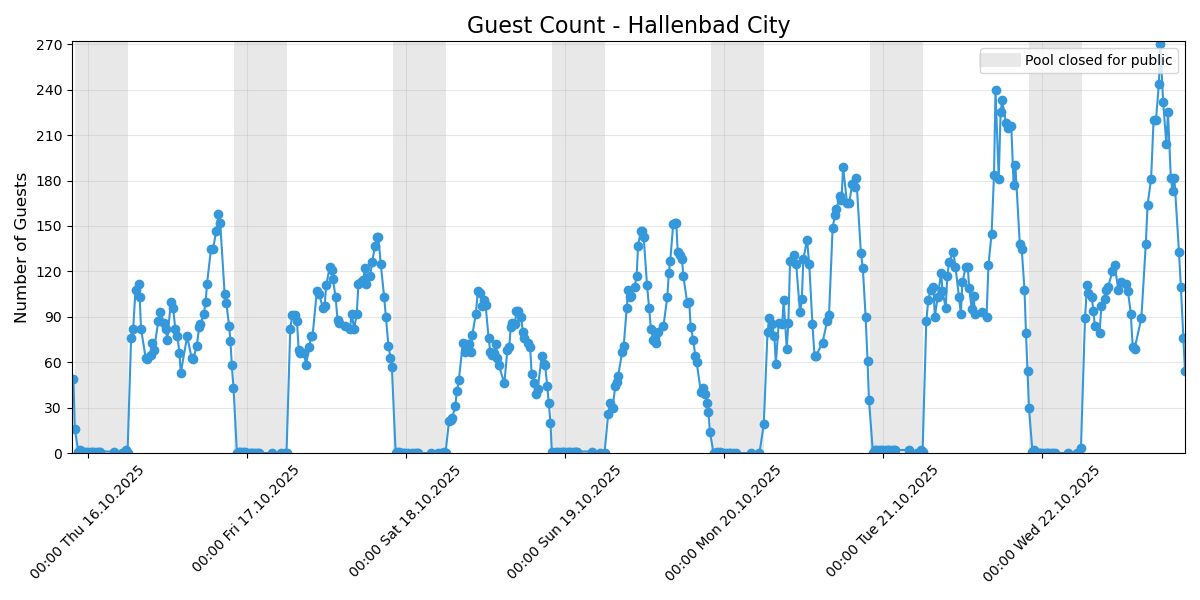 Guest Count - Hallenbad City
Pool closed for public
Number of Guests
270
240
210
180
150
120
90
60
30
0
00:00 Thu 16.10.2025
00:00 Fri 17.10.2025
00:00 Sat 18.10.2025
00:00 Sun 19.10.2025
00:00 Mon 20.10.2025
00:00 Tue 21.10.2025
00:00 Wed 22.10.2025